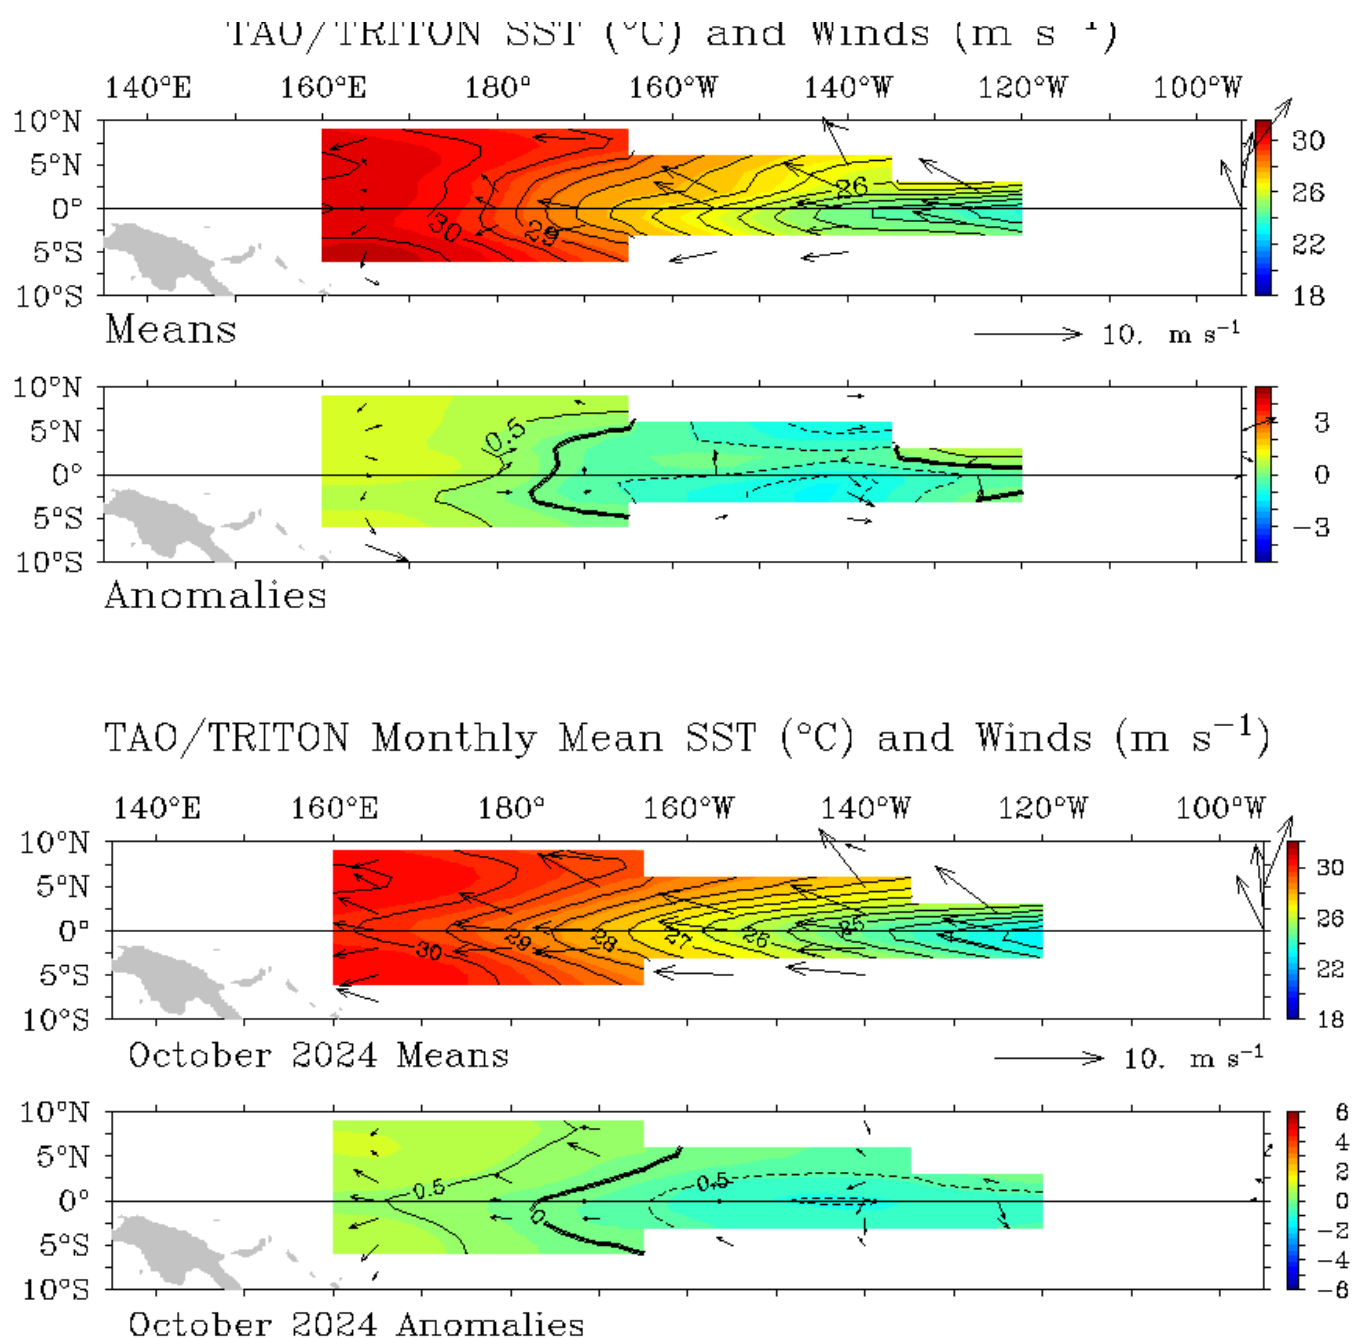 TAO/TRITON SST (°C) and Winds (m s⁻¹)
140°E 160°E 180° 160°W 140°W 120°W 100°W
10°N
5°N
0°
5°S
10°S
30
29
26
30
26
22
18
Means
10. m s⁻¹
10°N
5°N
0°
5°S
10°S
0.5
3
0
−3
Anomalies
TAO/TRITON Monthly Mean SST (°C) and Winds (m s⁻¹)
140°E 160°E 180° 160°W 140°W 120°W 100°W
10°N
5°N
0°
5°S
10°S
30
29
28
27
26
25
30
26
22
18
October 2024 Means
10. m s⁻¹
10°N
5°N
0°
5°S
10°S
0.5
0
0.5
6
4
2
0
−2
−4
−6
October 2024 Anomalies